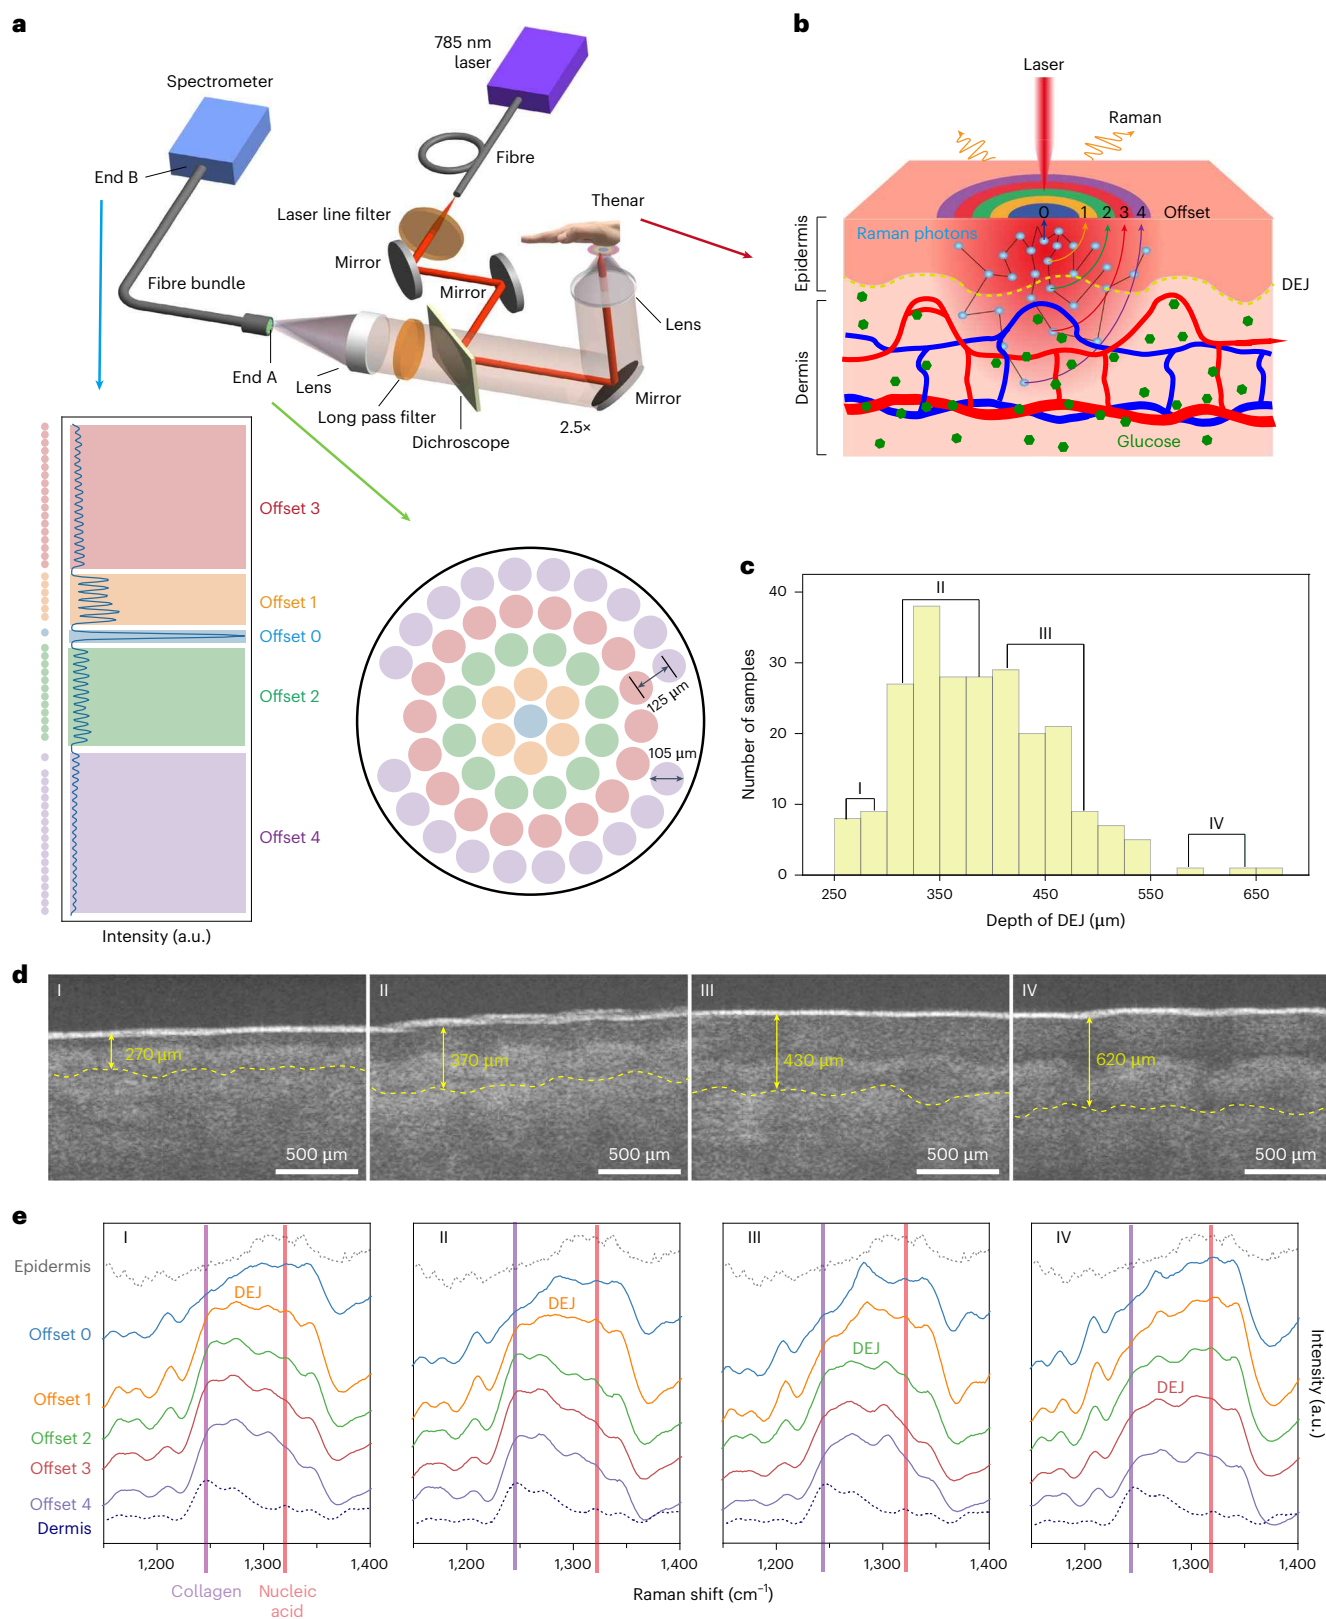 a
785 nm
laser
Spectrometer
End B
Fibre
Laser line filter
Thenar
Mirror
Mirror
Fibre bundle
Lens
End A
Lens
Long pass filter
Mirror
Dichroscope
2.5×
Offset 3
Offset 1
Offset 0
Offset 2
Offset 4
Intensity (a.u.)
125 μm
105 μm
b
Laser
Raman
0 1 2 3 4 Offset
Raman photons
Epidermis
DEJ
Dermis
Glucose
c
Number of samples
40
30
20
10
0
I
II
III
IV
250 350 450 550 650
Depth of DEJ (μm)
d
I
270 μm
500 μm
II
370 μm
500 μm
III
430 μm
500 μm
IV
620 μm
500 μm
e
I
II
III
IV
Epidermis
DEJ
DEJ
DEJ
DEJ
Offset 0
Offset 1
Offset 2
Offset 3
Offset 4
Dermis
Intensity (a.u.)
1,200 1,300 1,400
1,200 1,300 1,400
1,200 1,300 1,400
1,200 1,300 1,400
Collagen
Nucleic
acid
Raman shift (cm⁻¹)